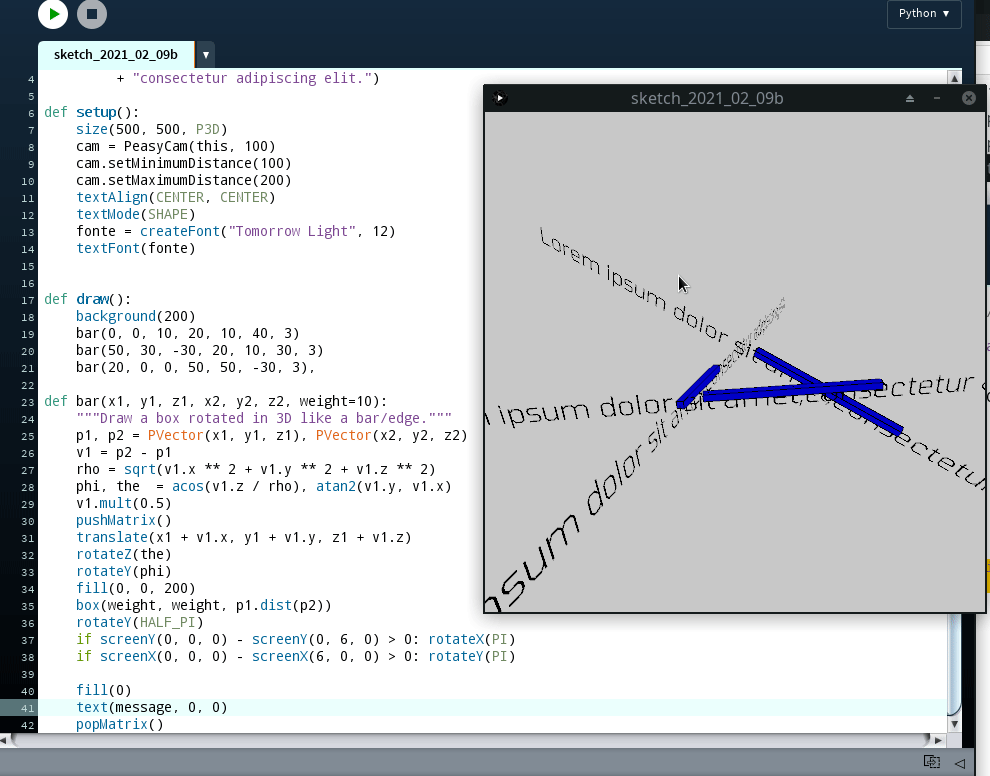 Python ▼
sketch_2021_02_09b ▼
4         + "consectetur adipiscing elit.")
5
6 def setup():
7     size(500, 500, P3D)
8     cam = PeasyCam(this, 100)
9     cam.setMinimumDistance(100)
10     cam.setMaximumDistance(200)
11     textAlign(CENTER, CENTER)
12     textMode(SHAPE)
13     fonte = createFont("Tomorrow Light", 12)
14     textFont(fonte)
15
16
17 def draw():
18     background(200)
19     bar(0, 0, 10, 20, 10, 40, 3)
20     bar(50, 30, -30, 20, 10, 30, 3)
21     bar(20, 0, 0, 50, 50, -30, 3),
22
23 def bar(x1, y1, z1, x2, y2, z2, weight=10):
24     """Draw a box rotated in 3D like a bar/edge."""
25     p1, p2 = PVector(x1, y1, z1), PVector(x2, y2, z2)
26     v1 = p2 - p1
27     rho = sqrt(v1.x ** 2 + v1.y ** 2 + v1.z ** 2)
28     phi, the  = acos(v1.z / rho), atan2(v1.y, v1.x)
29     v1.mult(0.5)
30     pushMatrix()
31     translate(x1 + v1.x, y1 + v1.y, z1 + v1.z)
32     rotateZ(the)
33     rotateY(phi)
34     fill(0, 0, 200)
35     box(weight, weight, p1.dist(p2))
36     rotateY(HALF_PI)
37     if screenY(0, 0, 0) - screenY(0, 6, 0) > 0: rotateX(PI)
38     if screenX(0, 0, 0) - screenX(6, 0, 0) > 0: rotateY(PI)
39
40     fill(0)
41     text(message, 0, 0)
42     popMatrix()
sketch_2021_02_09b
Lorem ipsum dolor sit consectetur
ipsum dolor sit amet, consectetur
ipsum dolor sit